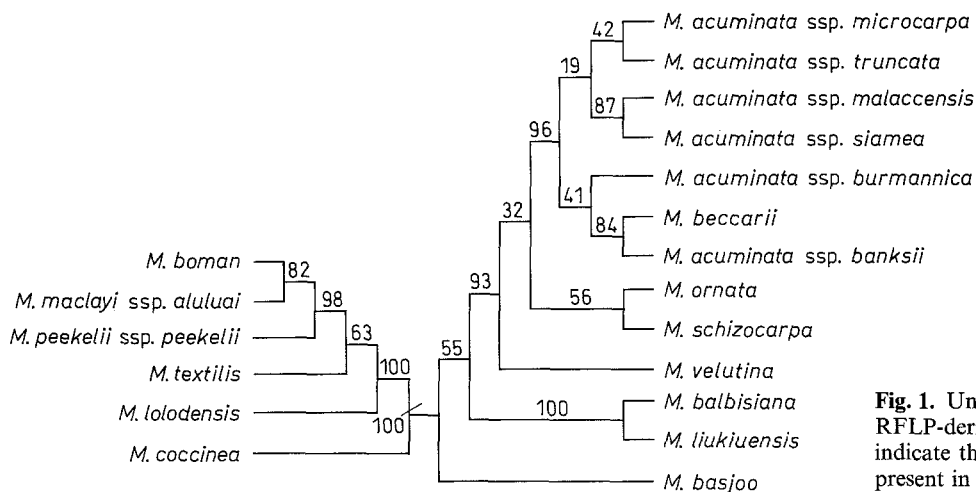 42
M. acuminata ssp. microcarpa
19
M. acuminata ssp. truncata
87
M. acuminata ssp. malaccensis
96
M. acuminata ssp. siamea
41
M. acuminata ssp. burmannica
32
84
M. beccarii
M. acuminata ssp. banksii
M. boman
82
93
56
M. ornata
M. maclayi ssp. aluluai
98
M. schizocarpa
M. peekelii ssp. peekelii
63
55
M. velutina
M. textilis
100
100
M. balbisiana
M. lolodensis
100
M. liukiuensis
M. coccinea
M. basjoo
Fig. 1. Un
RFLP-der
indicate th
present in